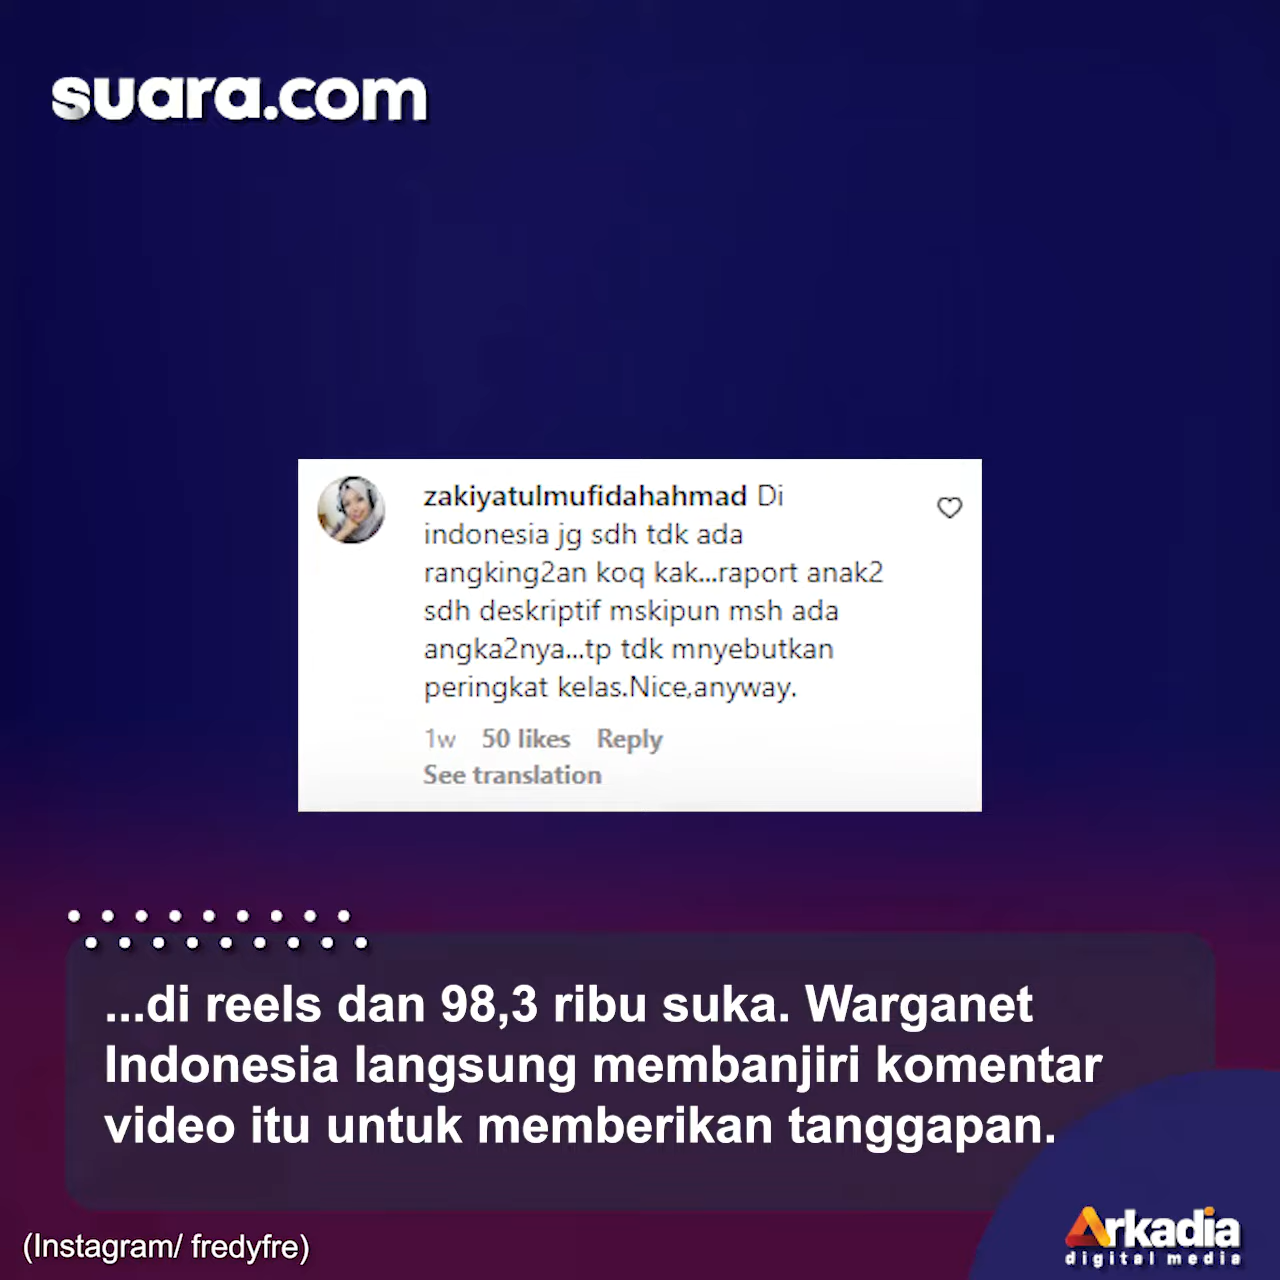 suara.com
zakiyatulmufidahahmad Di
indonesia jg sdh tdk ada
rangking2an koq kak...raport anak2
sdh deskriptif mskipun msh ada
angka2nya...tp tdk mnyebutkan
peringkat kelas.Nice,anyway.
1w 50 likes Reply
See translation
...di reels dan 98,3 ribu suka. Warganet
Indonesia langsung membanjiri komentar
video itu untuk memberikan tanggapan.
(Instagram/ fredyfre)
Arkadia
digital media